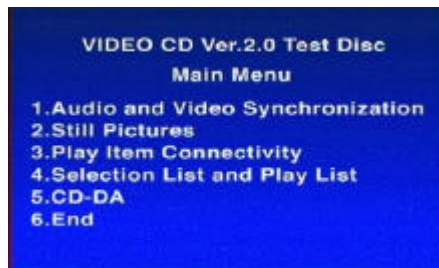 VIDEO CD Ver.2.0 Test Disc
Main Menu
1.Audio and Video Synchronization
2.Still Pictures
3.Play Item Connectivity
4.Selection List and Play List
5.CD-DA
6.End